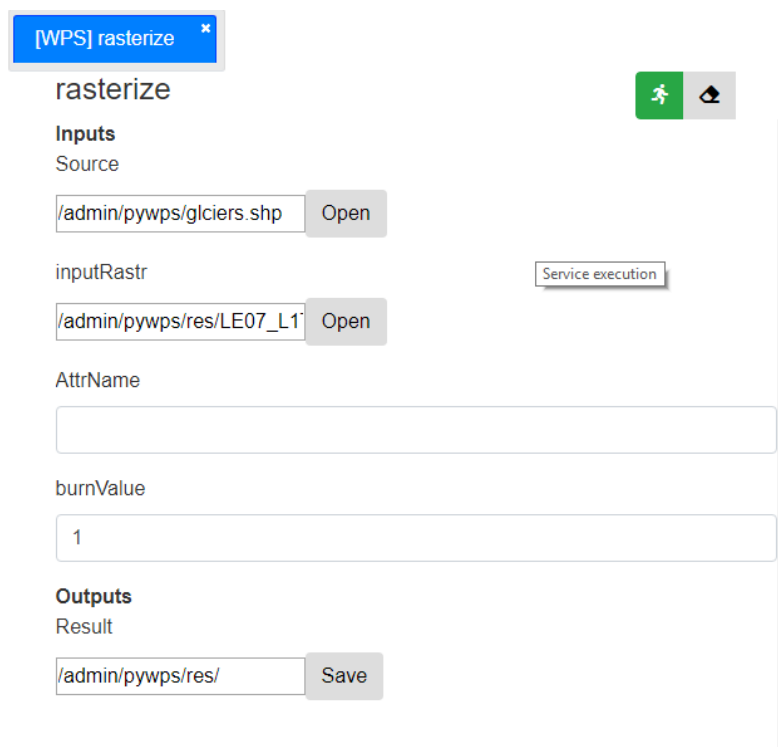 [WPS] rasterize
rasterize
Inputs
Source
/admin/pywps/glciers.shp Open
inputRastr
Service execution
/admin/pywps/res/LE07_L1 Open
AttrName
burnValue
1
Outputs
Result
/admin/pywps/res/ Save